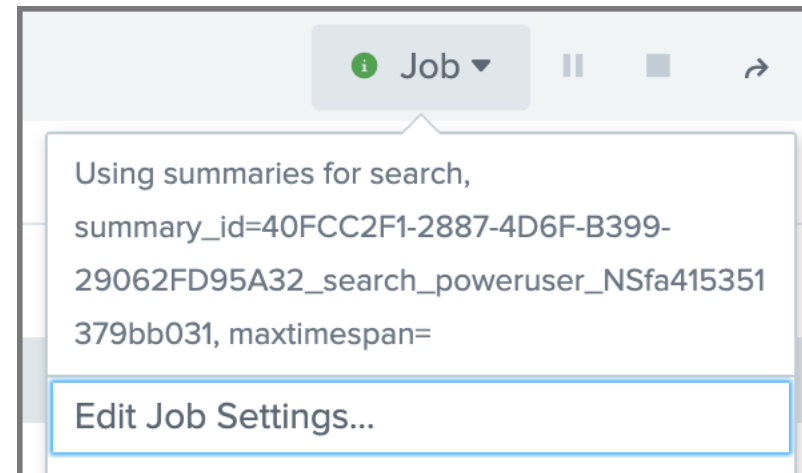 Job
Using summaries for search,
summary_id=40FCC2F1-2887-4D6F-B399-
29062FD95A32_search_poweruser_NSfa415351
379bb031, maxtimespan=
Edit Job Settings...